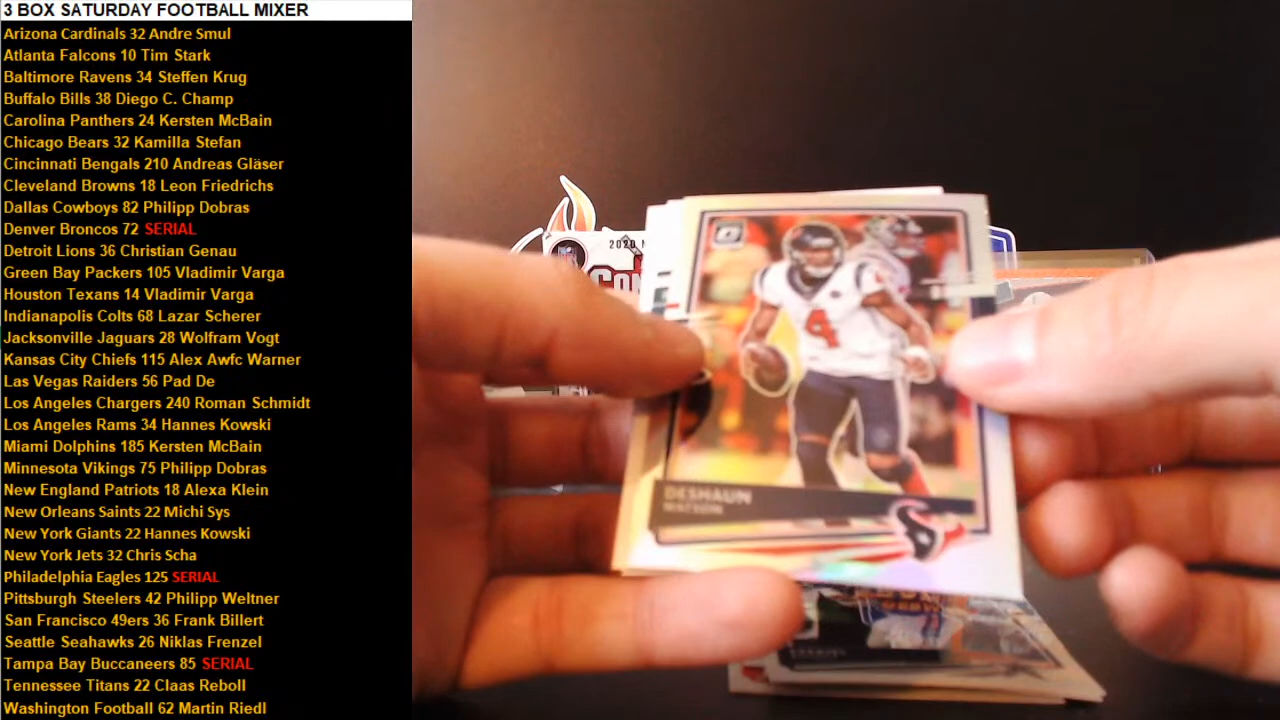 3 BOX SATURDAY FOOTBALL MIXER
Arizona Cardinals 32 Andre Smul
Atlanta Falcons 10 Tim Stark
Baltimore Ravens 34 Steffen Krug
Buffalo Bills 38 Diego C. Champ
Carolina Panthers 24 Kersten McBain
Chicago Bears 32 Kamilla Stefan
Cincinnati Bengals 210 Andreas Gläser
Cleveland Browns 18 Leon Friedrichs
Dallas Cowboys 82 Philipp Dobras
Denver Broncos 72 SERIAL
Detroit Lions 36 Christian Genau
Green Bay Packers 105 Vladimir Varga
Houston Texans 14 Vladimir Varga
Indianapolis Colts 68 Lazar Scherer
Jacksonville Jaguars 28 Wolfram Vogt
Kansas City Chiefs 115 Alex Awfc Warner
Las Vegas Raiders 56 Pad De
Los Angeles Chargers 240 Roman Schmidt
Los Angeles Rams 34 Hannes Kowski
Miami Dolphins 185 Kersten McBain
Minnesota Vikings 75 Philipp Dobras
New England Patriots 18 Alexa Klein
New Orleans Saints 22 Michi Sys
New York Giants 22 Hannes Kowski
New York Jets 32 Chris Scha
Philadelphia Eagles 125 SERIAL
Pittsburgh Steelers 42 Philipp Weltner
San Francisco 49ers 36 Frank Billert
Seattle Seahawks 26 Niklas Frenzel
Tampa Bay Buccaneers 85 SERIAL
Tennessee Titans 22 Claas Reboll
Washington Football 62 Martin Riedl
2020
4
DESHAUN
WATSON